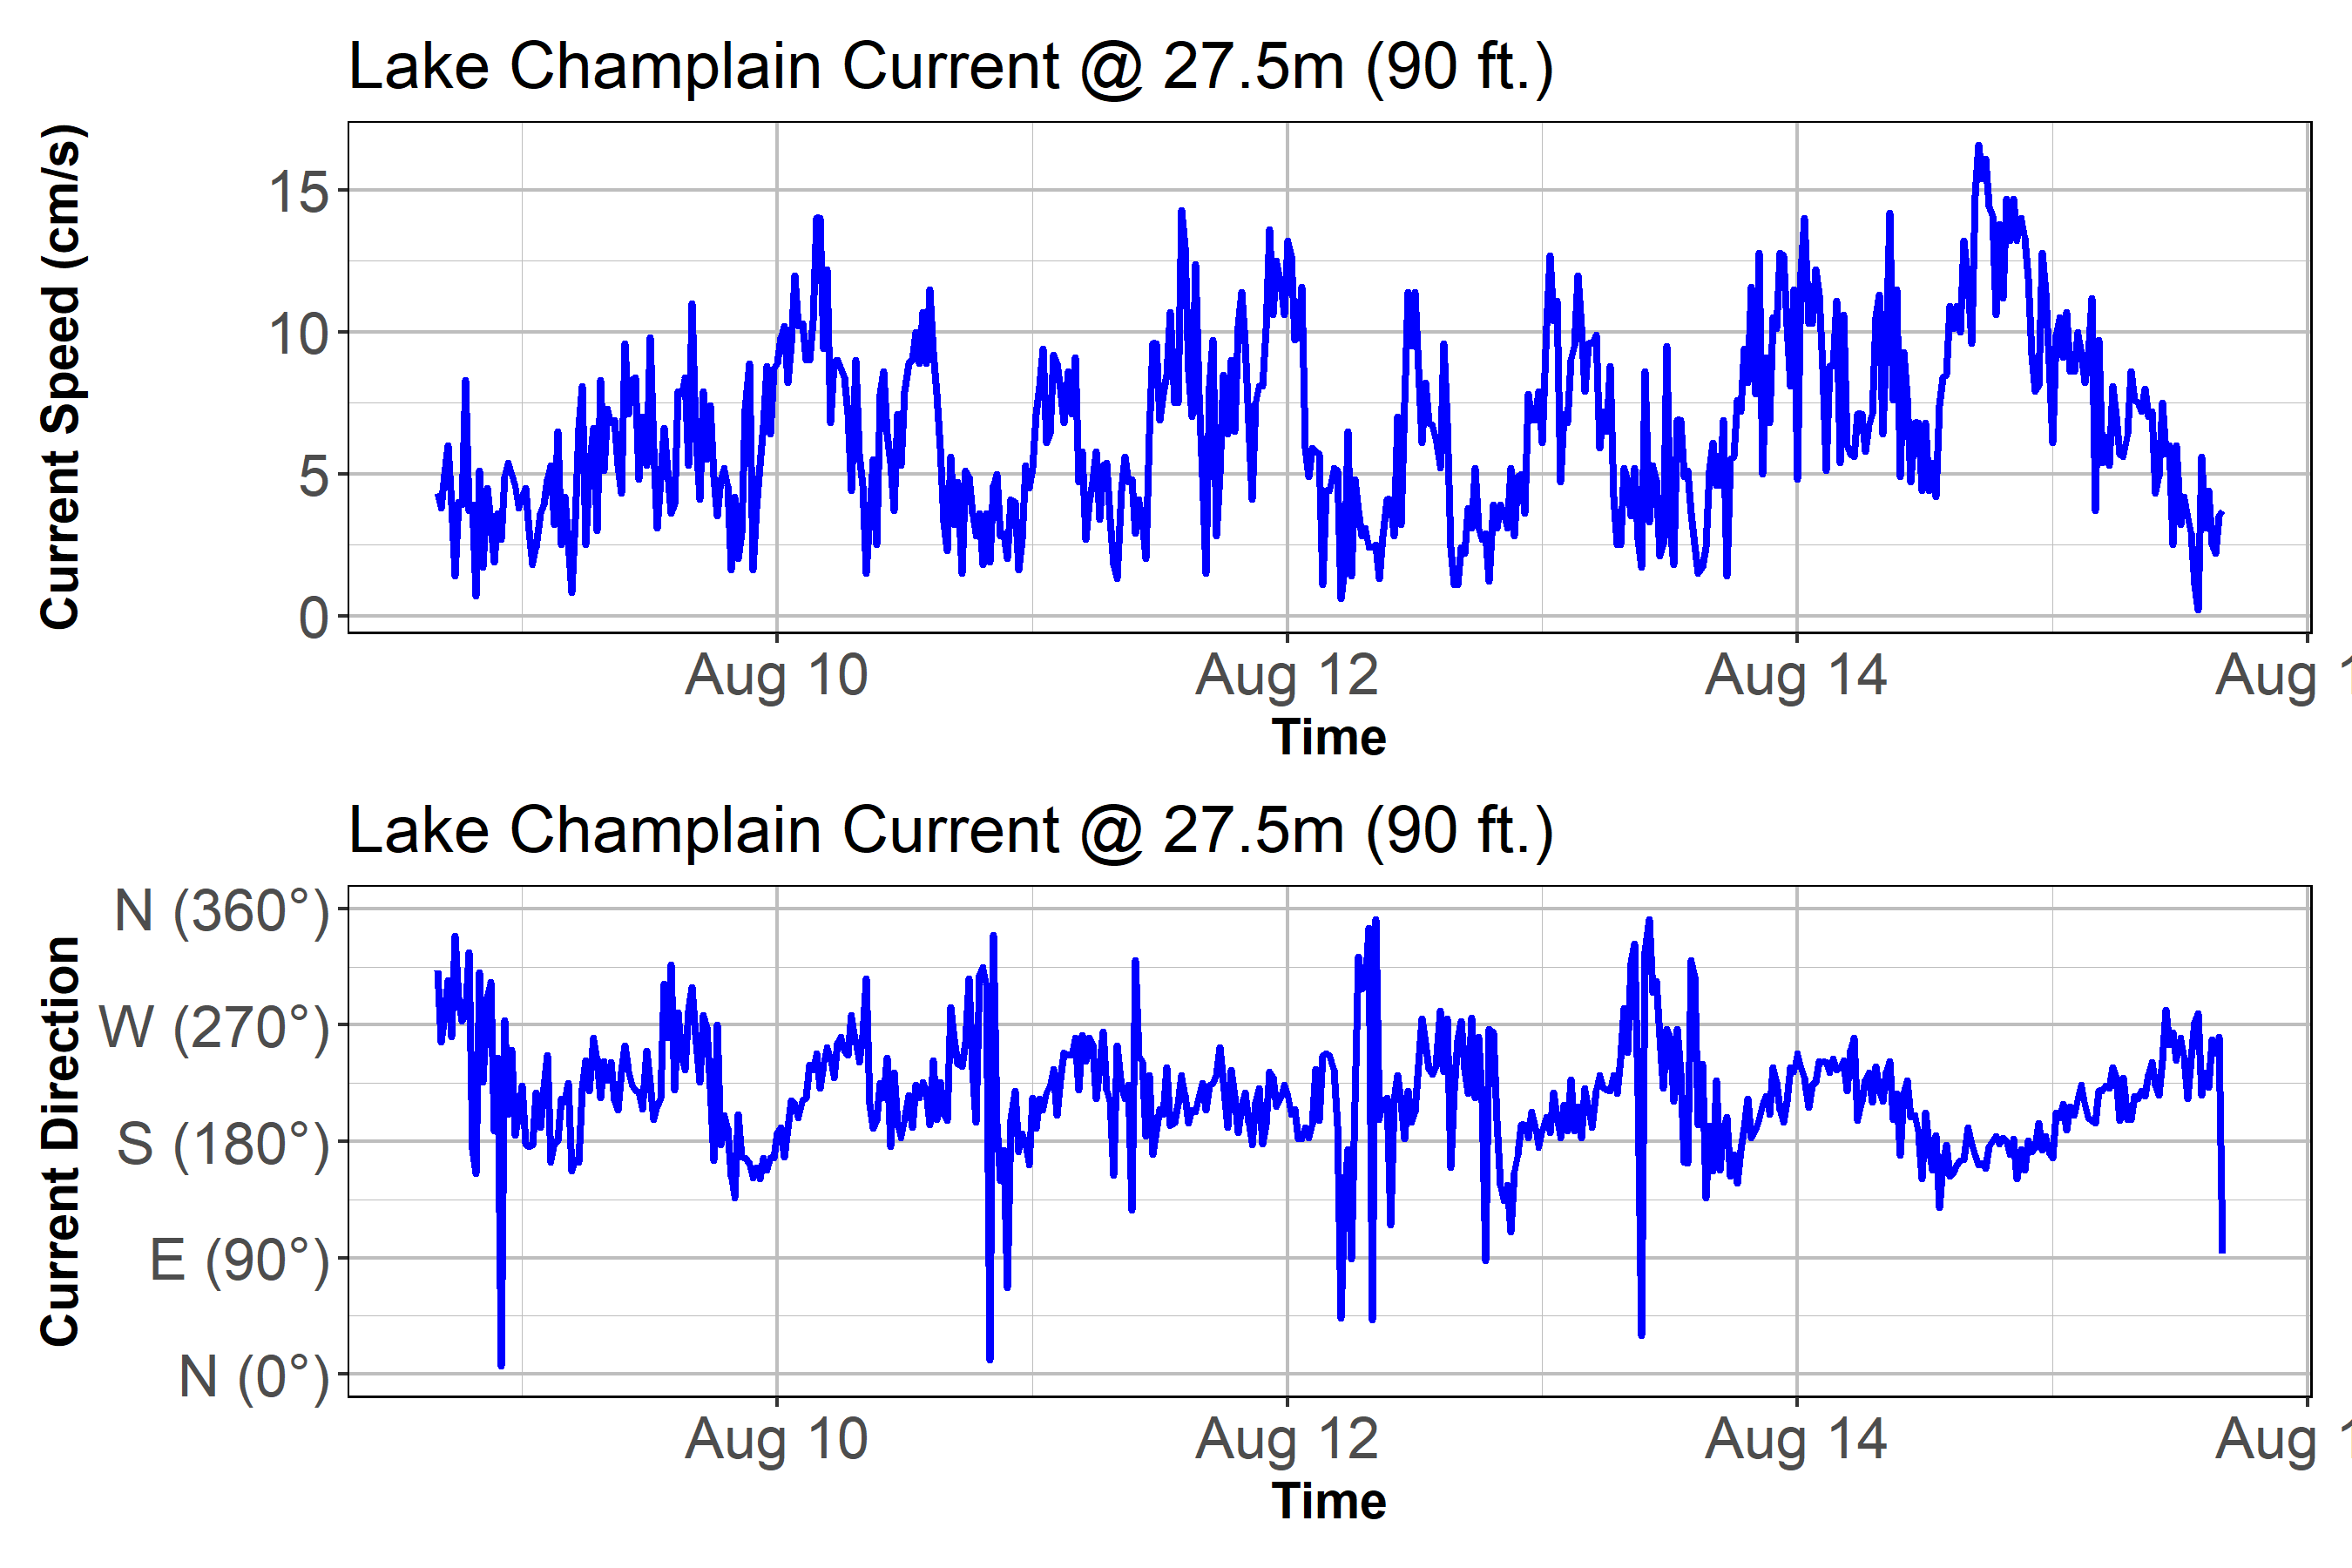 Lake Champlain Current @ 27.5m (90 ft.)
Current Speed (cm/s)
15
10
5
0
Aug 10 Aug 12 Aug 14 Aug
Time
Lake Champlain Current @ 27.5m (90 ft.)
Current Direction
N (360°)
W (270°)
S (180°)
E (90°)
N (0°)
Aug 10 Aug 12 Aug 14 Aug
Time